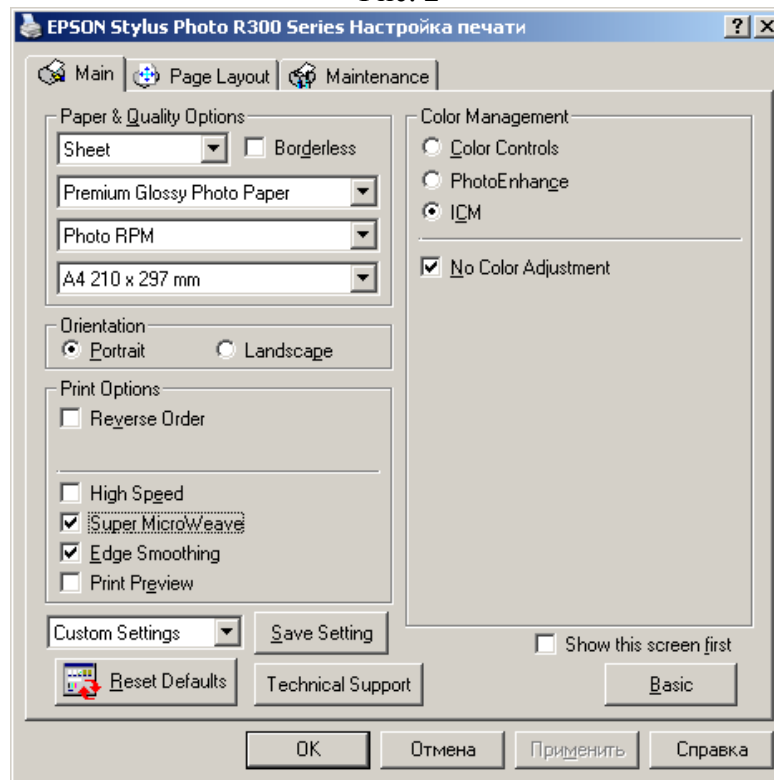 EPSON Stylus Photo R300 Series Настройка печати
Main Page Layout Maintenance
Paper & Quality Options
Sheet Borderless
Premium Glossy Photo Paper
Photo RPM
A4 210 x 297 mm
Orientation
Portrait Landscape
Print Options
Reverse Order
High Speed
Super MicroWeave
Edge Smoothing
Print Preview
Color Management
Color Controls
PhotoEnhance
ICM
No Color Adjustment
Custom Settings Save Setting
Show this screen first
Reset Defaults Technical Support Basic
OK Отмена Применить Справка